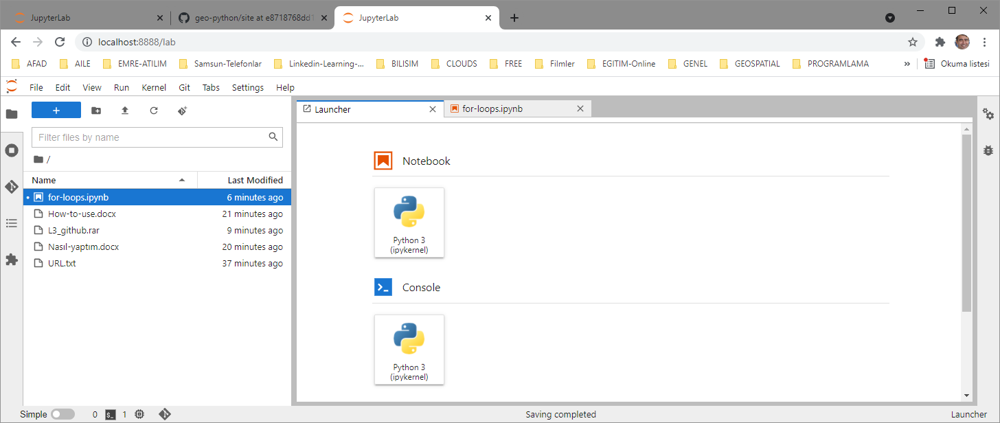 JupyterLab
geo-python/site at e8718768dd1
JupyterLab
localhost:8888/lab
AFAD AILE EMRE-ATILIM Samsun-Telefonlar Linkedin-Learning-... BILISIM CLOUDS FREE Filmler EGITIM-Online GENEL GEOSPATIAL PROGRAMLAMA » Okuma listesi
File Edit View Run Kernel Git Tabs Settings Help
Launcher
for-loops.ipynb
Filter files by name
/
Name Last Modified
for-loops.ipynb 6 minutes ago
How-to-use.docx 21 minutes ago
L3_github.rar 9 minutes ago
Nasıl-yaptım.docx 20 minutes ago
URL.txt 37 minutes ago
Notebook
Python 3
(ipykernel)
Console
Python 3
(ipykernel)
Simple 0 $_ 1 Saving completed Launcher